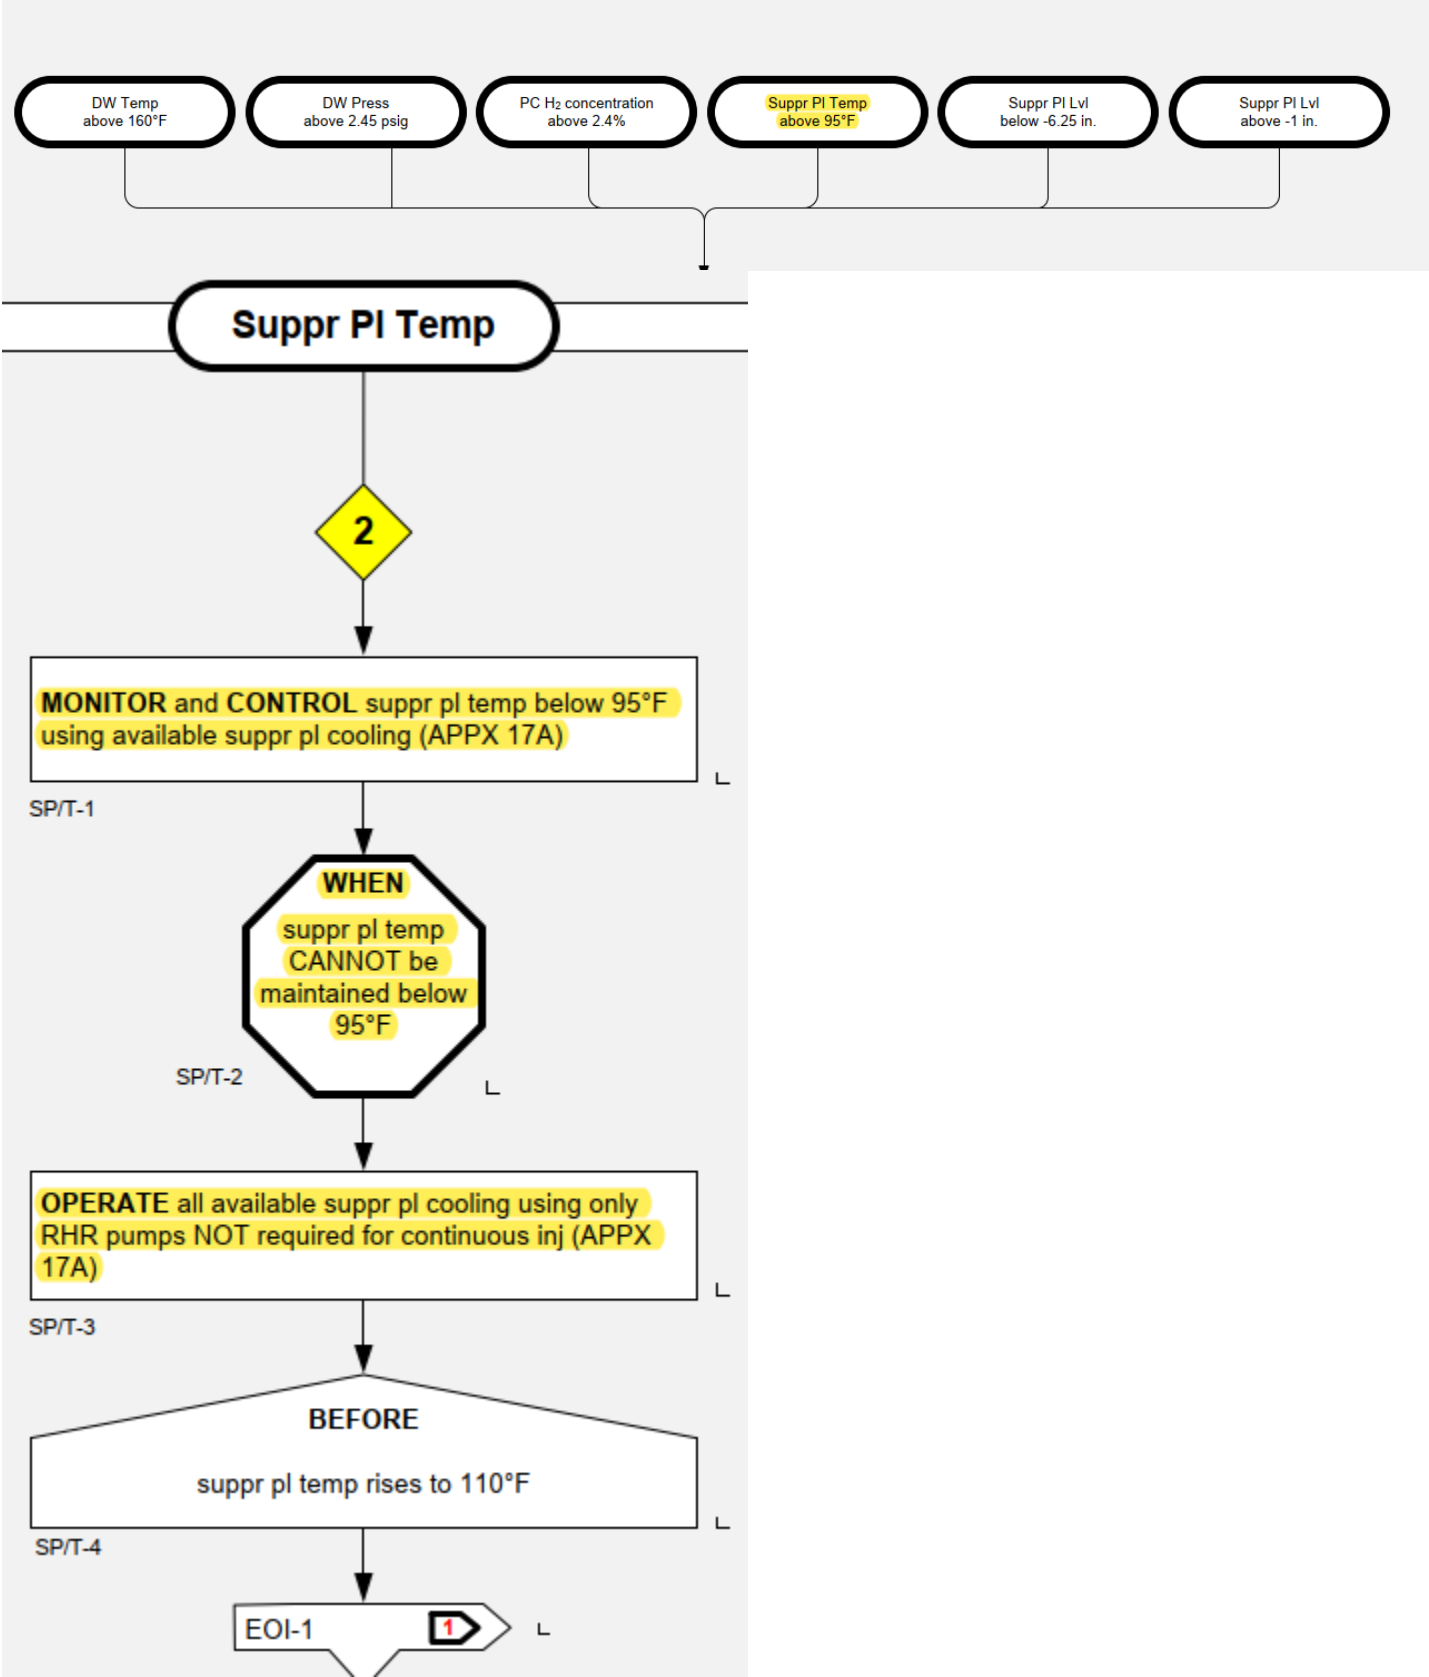 DW Temp
above 160°F
DW Press
above 2.45 psig
PC H₂ concentration
above 2.4%
Suppr Pl Temp
above 95°F
Suppr Pl Lvl
below -6.25 in.
Suppr Pl Lvl
above -1 in.
Suppr Pl Temp
2
MONITOR and CONTROL suppr pl temp below 95°F
using available suppr pl cooling (APPX 17A)
SP/T-1
WHEN
suppr pl temp
CANNOT be
maintained below
95°F
SP/T-2
OPERATE all available suppr pl cooling using only
RHR pumps NOT required for continuous inj (APPX
17A)
SP/T-3
BEFORE
suppr pl temp rises to 110°F
SP/T-4
EOI-1
1